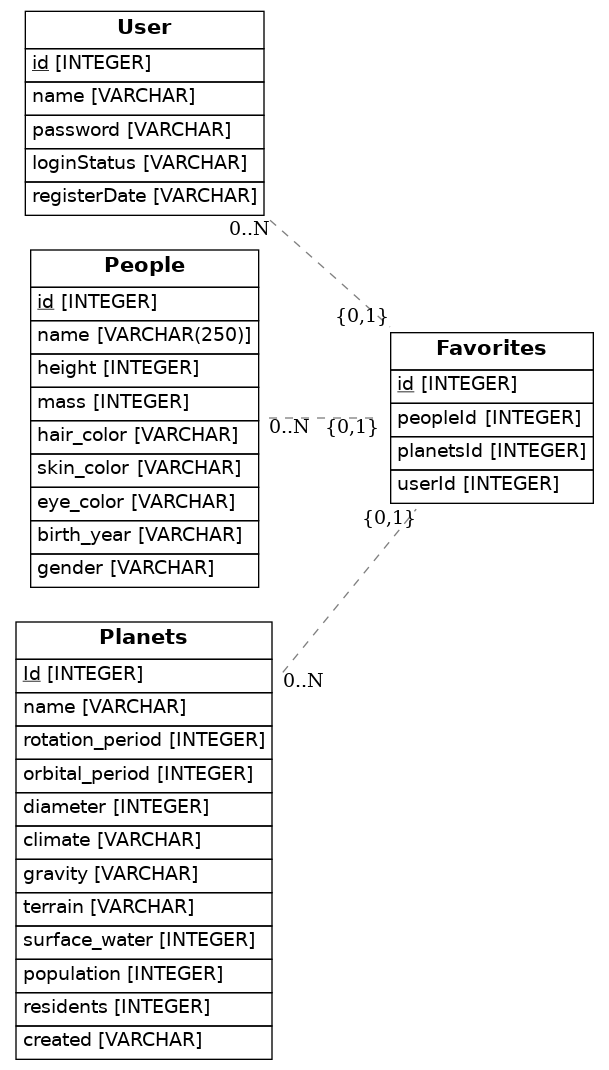 User
id [INTEGER]
name [VARCHAR]
password [VARCHAR]
loginStatus [VARCHAR]
registerDate [VARCHAR]
0..N
{0,1}
People
id [INTEGER]
name [VARCHAR(250)]
height [INTEGER]
mass [INTEGER]
hair_color [VARCHAR]
skin_color [VARCHAR]
eye_color [VARCHAR]
birth_year [VARCHAR]
gender [VARCHAR]
0..N {0,1}
Favorites
id [INTEGER]
peopleId [INTEGER]
planetsId [INTEGER]
userId [INTEGER]
{0,1}
0..N
Planets
Id [INTEGER]
name [VARCHAR]
rotation_period [INTEGER]
orbital_period [INTEGER]
diameter [INTEGER]
climate [VARCHAR]
gravity [VARCHAR]
terrain [VARCHAR]
surface_water [INTEGER]
population [INTEGER]
residents [INTEGER]
created [VARCHAR]